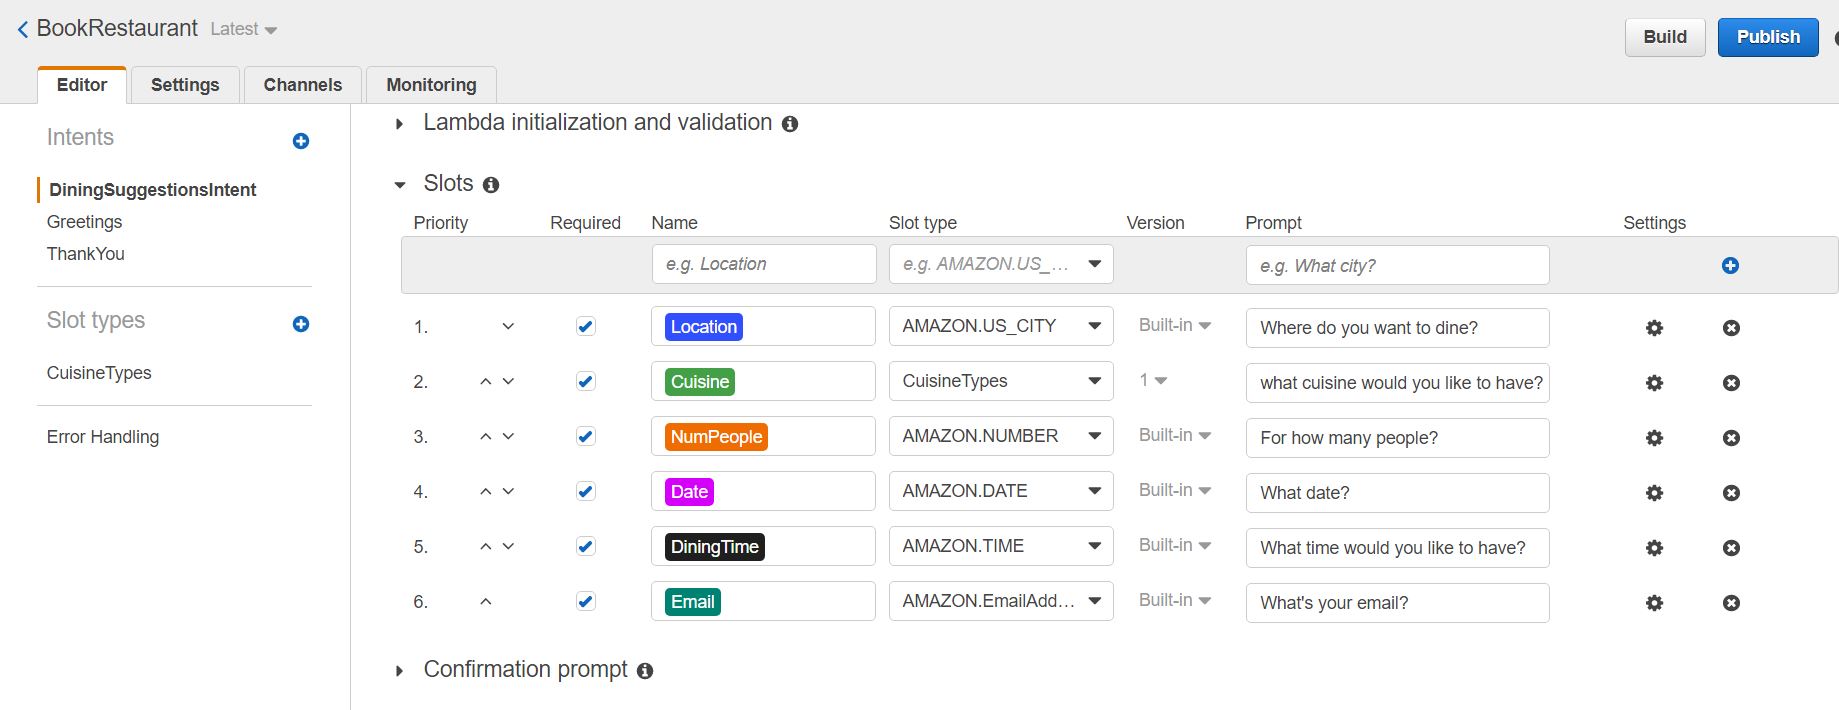 BookRestaurant Latest
Build Publish
Editor Settings Channels Monitoring
Intents
DiningSuggestionsIntent
Greetings
ThankYou
Slot types
CuisineTypes
Error Handling
Lambda initialization and validation
Slots
Priority Required Name Slot type Version Prompt Settings
e.g. Location e.g. AMAZON.US_... e.g. What city?
1. Location AMAZON.US_CITY Built-in Where do you want to dine?
2. Cuisine CuisineTypes 1 what cuisine would you like to have?
3. NumPeople AMAZON.NUMBER Built-in For how many people?
4. Date AMAZON.DATE Built-in What date?
5. DiningTime AMAZON.TIME Built-in What time would you like to have?
6. Email AMAZON.EmailAdd... Built-in What's your email?
Confirmation prompt